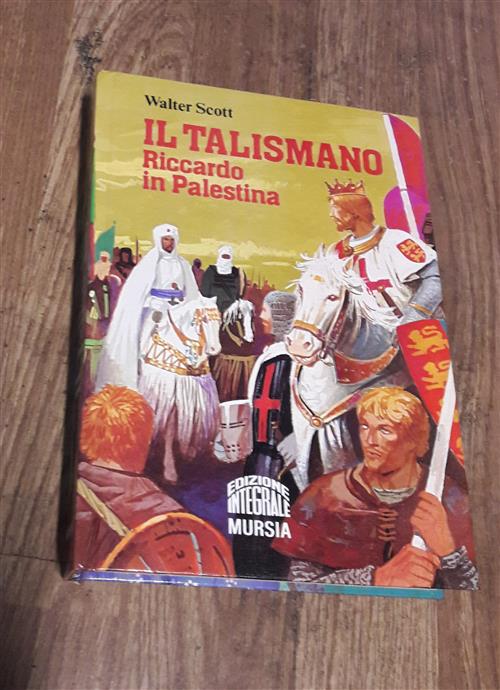 Walter Scott
IL TALISMANO
Riccardo
in Palestina
EDIZIONE
INTEGRALE
MURSIA